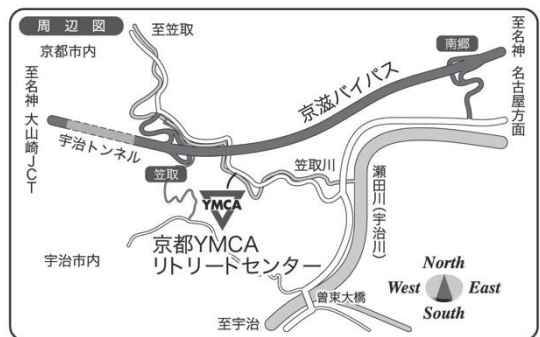 周辺図
至笠取
京都市内
南郷
至名神 名古屋方面
至名神 大山崎JCT
京滋バイパス
宇治トンネル
笠取
笠取川
瀬田川(宇治川)
YMCA
京都YMCA
リトリートセンター
宇治市内
曽束大橋
至宇治
North
West
East
South